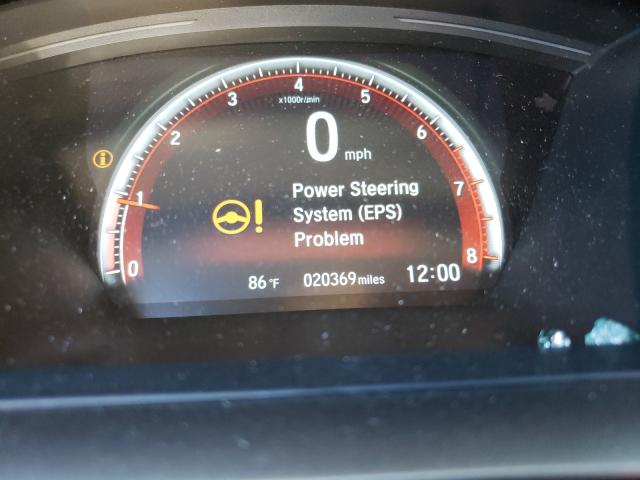 4
3
5
x1000r/min
2
6
0 mph
i
1
7
Power Steering
System (EPS)
Problem
!
0
8
86°F 020369 miles 12:00